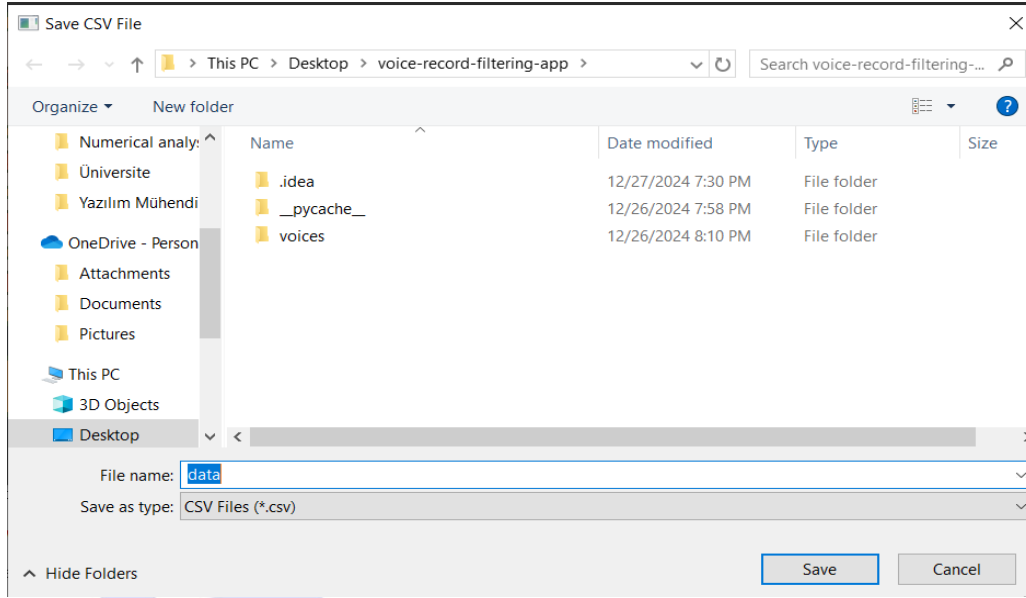 Save CSV File
This PC > Desktop > voice-record-filtering-app >
Search voice-record-filtering-...
Organize New folder
?
Numerical analy:
Üniversite
Yazılım Mühendi
OneDrive - Person
Attachments
Documents
Pictures
This PC
3D Objects
Desktop
Name Date modified Type Size
.idea 12/27/2024 7:30 PM File folder
__pycache__ 12/26/2024 7:58 PM File folder
voices 12/26/2024 8:10 PM File folder
File name: data
Save as type: CSV Files (*.csv)
Hide Folders
Save Cancel